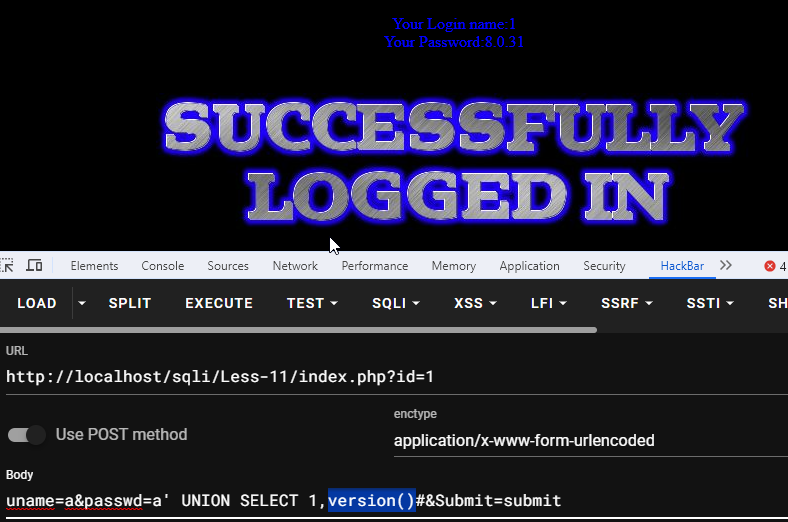 Your Login name:1
Your Password:8.0.31
SUCCESSFULLY
LOGGED IN
Elements Console Sources Network Performance Memory Application Security HackBar 4
LOAD SPLIT EXECUTE TEST SQLI XSS LFI SSRF SSTI SH
URL
http://localhost/sqli/Less-11/index.php?id=1
Use POST method
enctype
application/x-www-form-urlencoded
Body
uname=a&passwd=a' UNION SELECT 1,version()#&Submit=submit